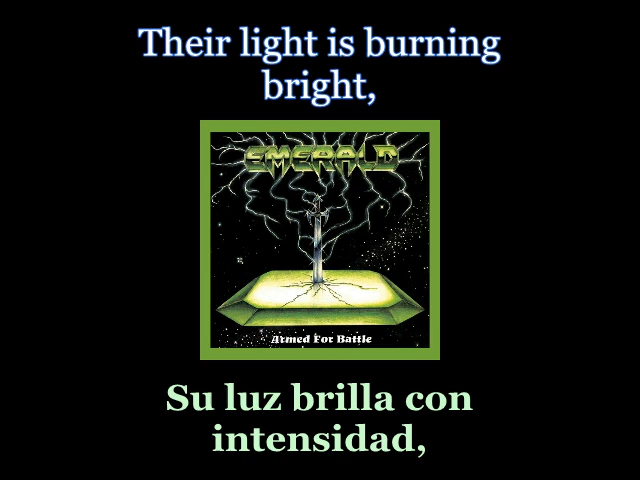 Their light is burning
bright,
EMERALD
Armed For Battle
Su luz brilla con
intensidad,